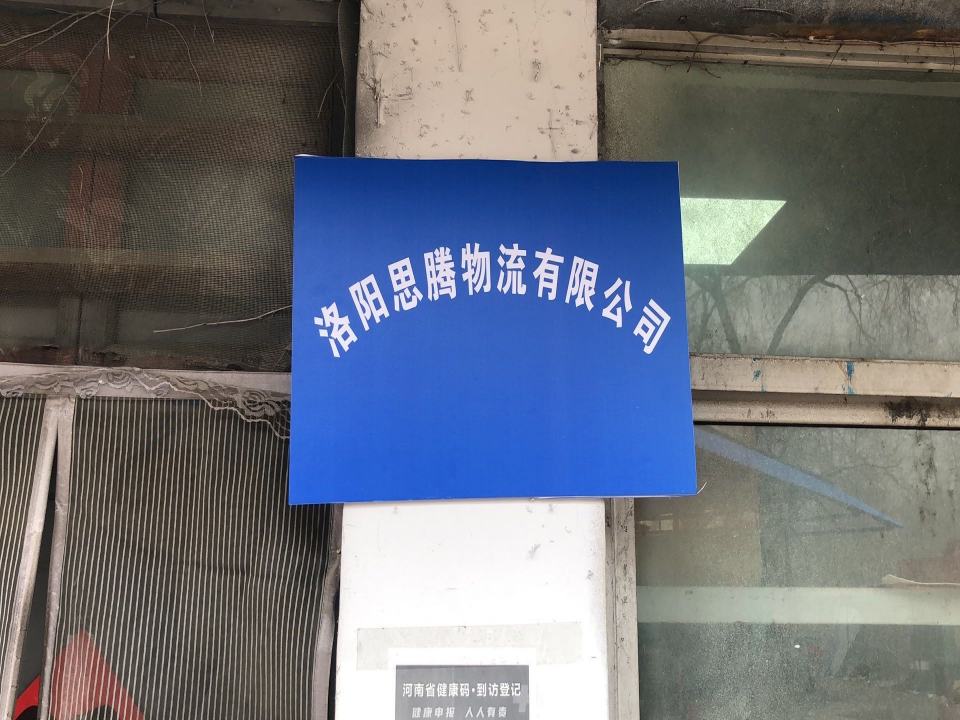 洛阳思腾物流有限公司
河南省健康码·到访登记
健康申报 人人有责